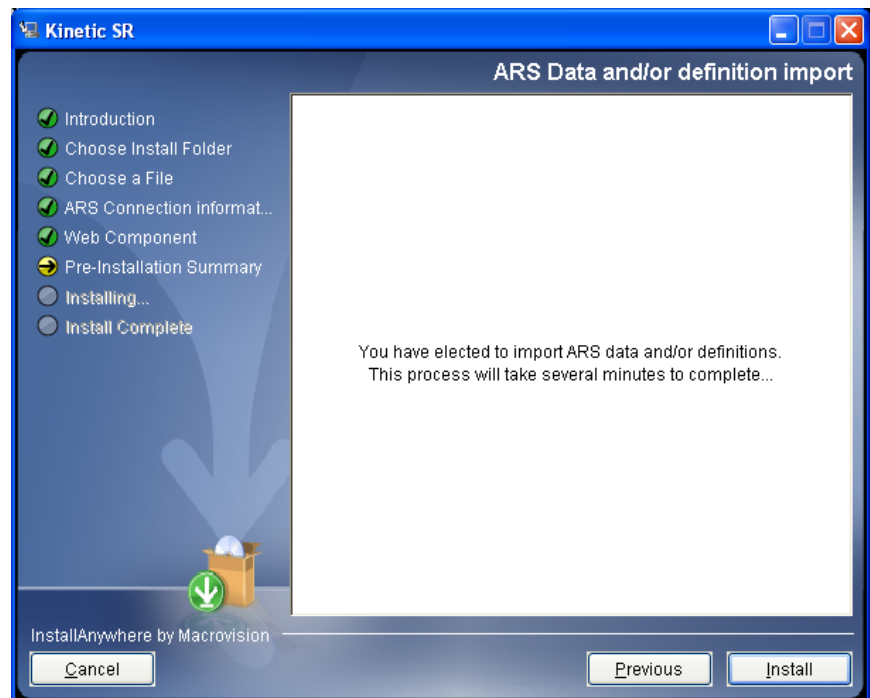 Kinetic SR
ARS Data and/or definition import
Introduction
Choose Install Folder
Choose a File
ARS Connection informat...
Web Component
Pre-Installation Summary
Installing...
Install Complete
You have elected to import ARS data and/or definitions.
This process will take several minutes to complete...
InstallAnywhere by Macrovision
Cancel
Previous
Install